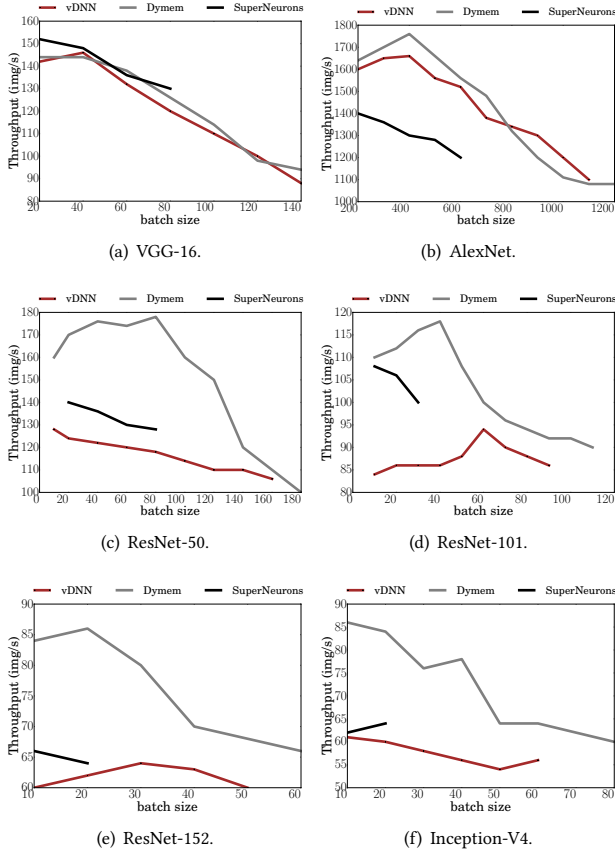 vDNN Dymem SuperNeurons
160
150
140
130
120
110
100
90
80
Throughput (img/s)
20 40 60 80 100 120 140
batch size
(a) VGG-16.
vDNN Dymem SuperNeurons
1800
1700
1600
1500
1400
1300
1200
1100
1000
Throughput (img/s)
200 400 600 800 1000 1200
batch size
(b) AlexNet.
vDNN Dymem SuperNeurons
180
170
160
150
140
130
120
110
100
Throughput (img/s)
0 20 40 60 80 100 120 140 160 180
batch size
(c) ResNet-50.
vDNN Dymem SuperNeurons
120
115
110
105
100
95
90
85
80
Throughput (img/s)
0 20 40 60 80 100 120
batch size
(d) ResNet-101.
vDNN Dymem SuperNeurons
90
85
80
75
70
65
60
Throughput (img/s)
10 20 30 40 50 60
batch size
(e) ResNet-152.
vDNN Dymem SuperNeurons
90
85
80
75
70
65
60
55
50
Throughput (img/s)
10 20 30 40 50 60 70 80
batch size
(f) Inception-V4.